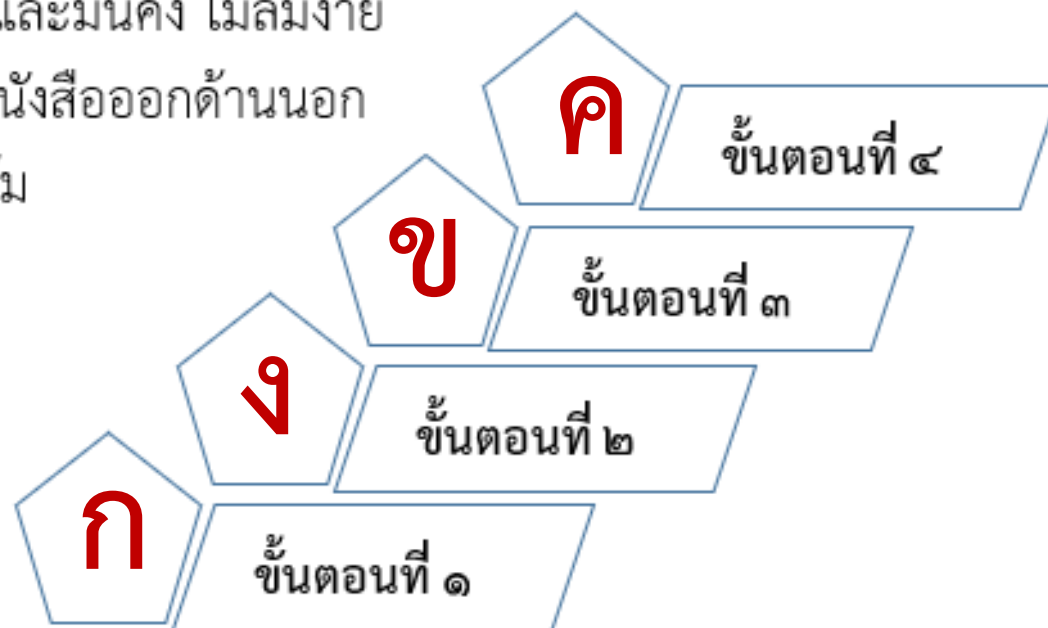 และมั่นคง ไม่ล้มง่าย
นังสือออกด้านนอก
ค
ขั้นตอนที่ ๔
ข
ขั้นตอนที่ ๓
ง
ขั้นตอนที่ ๒
ก
ขั้นตอนที่ ๑